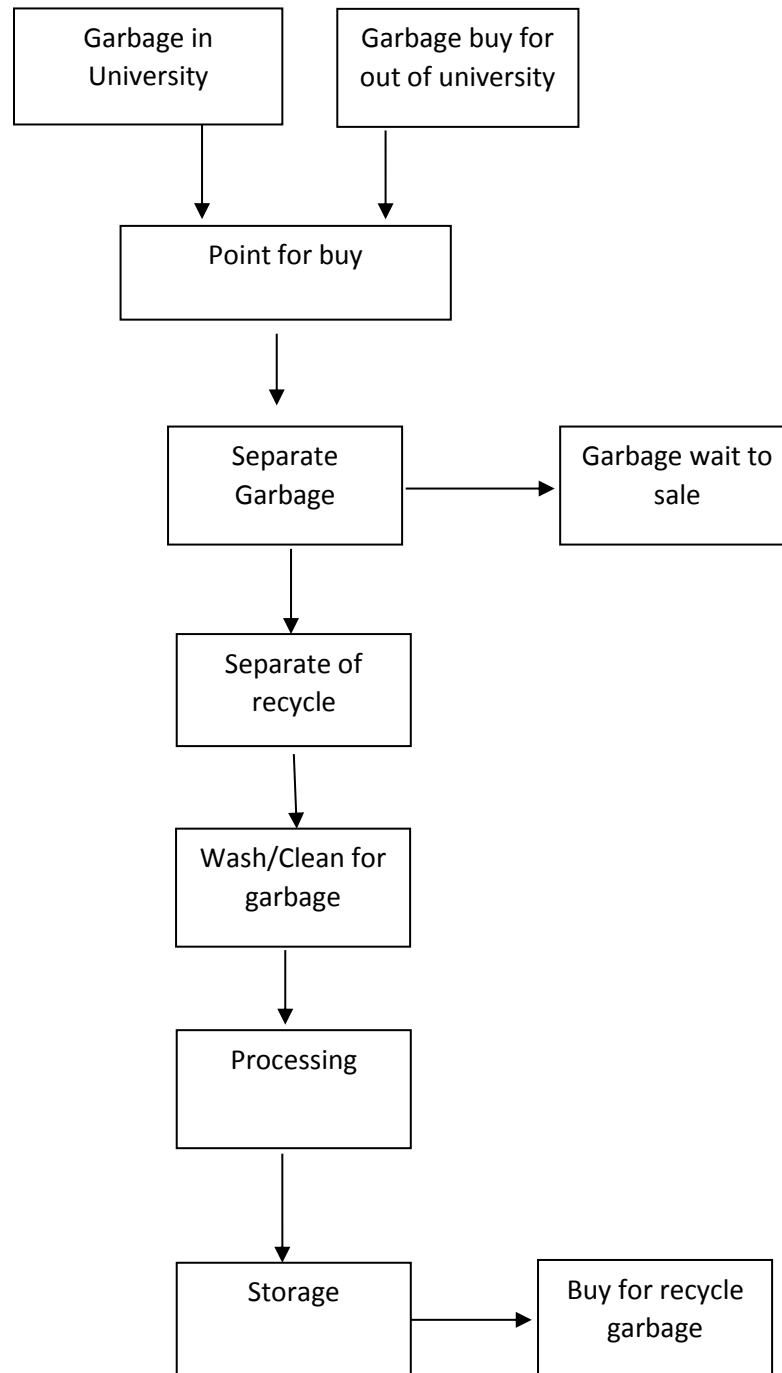 Garbage in
University
Garbage buy for
out of university
Point for buy
Separate
Garbage
Garbage wait to
sale
Separate of
recycle
Wash/Clean for
garbage
Processing
Storage
Buy for recycle
garbage